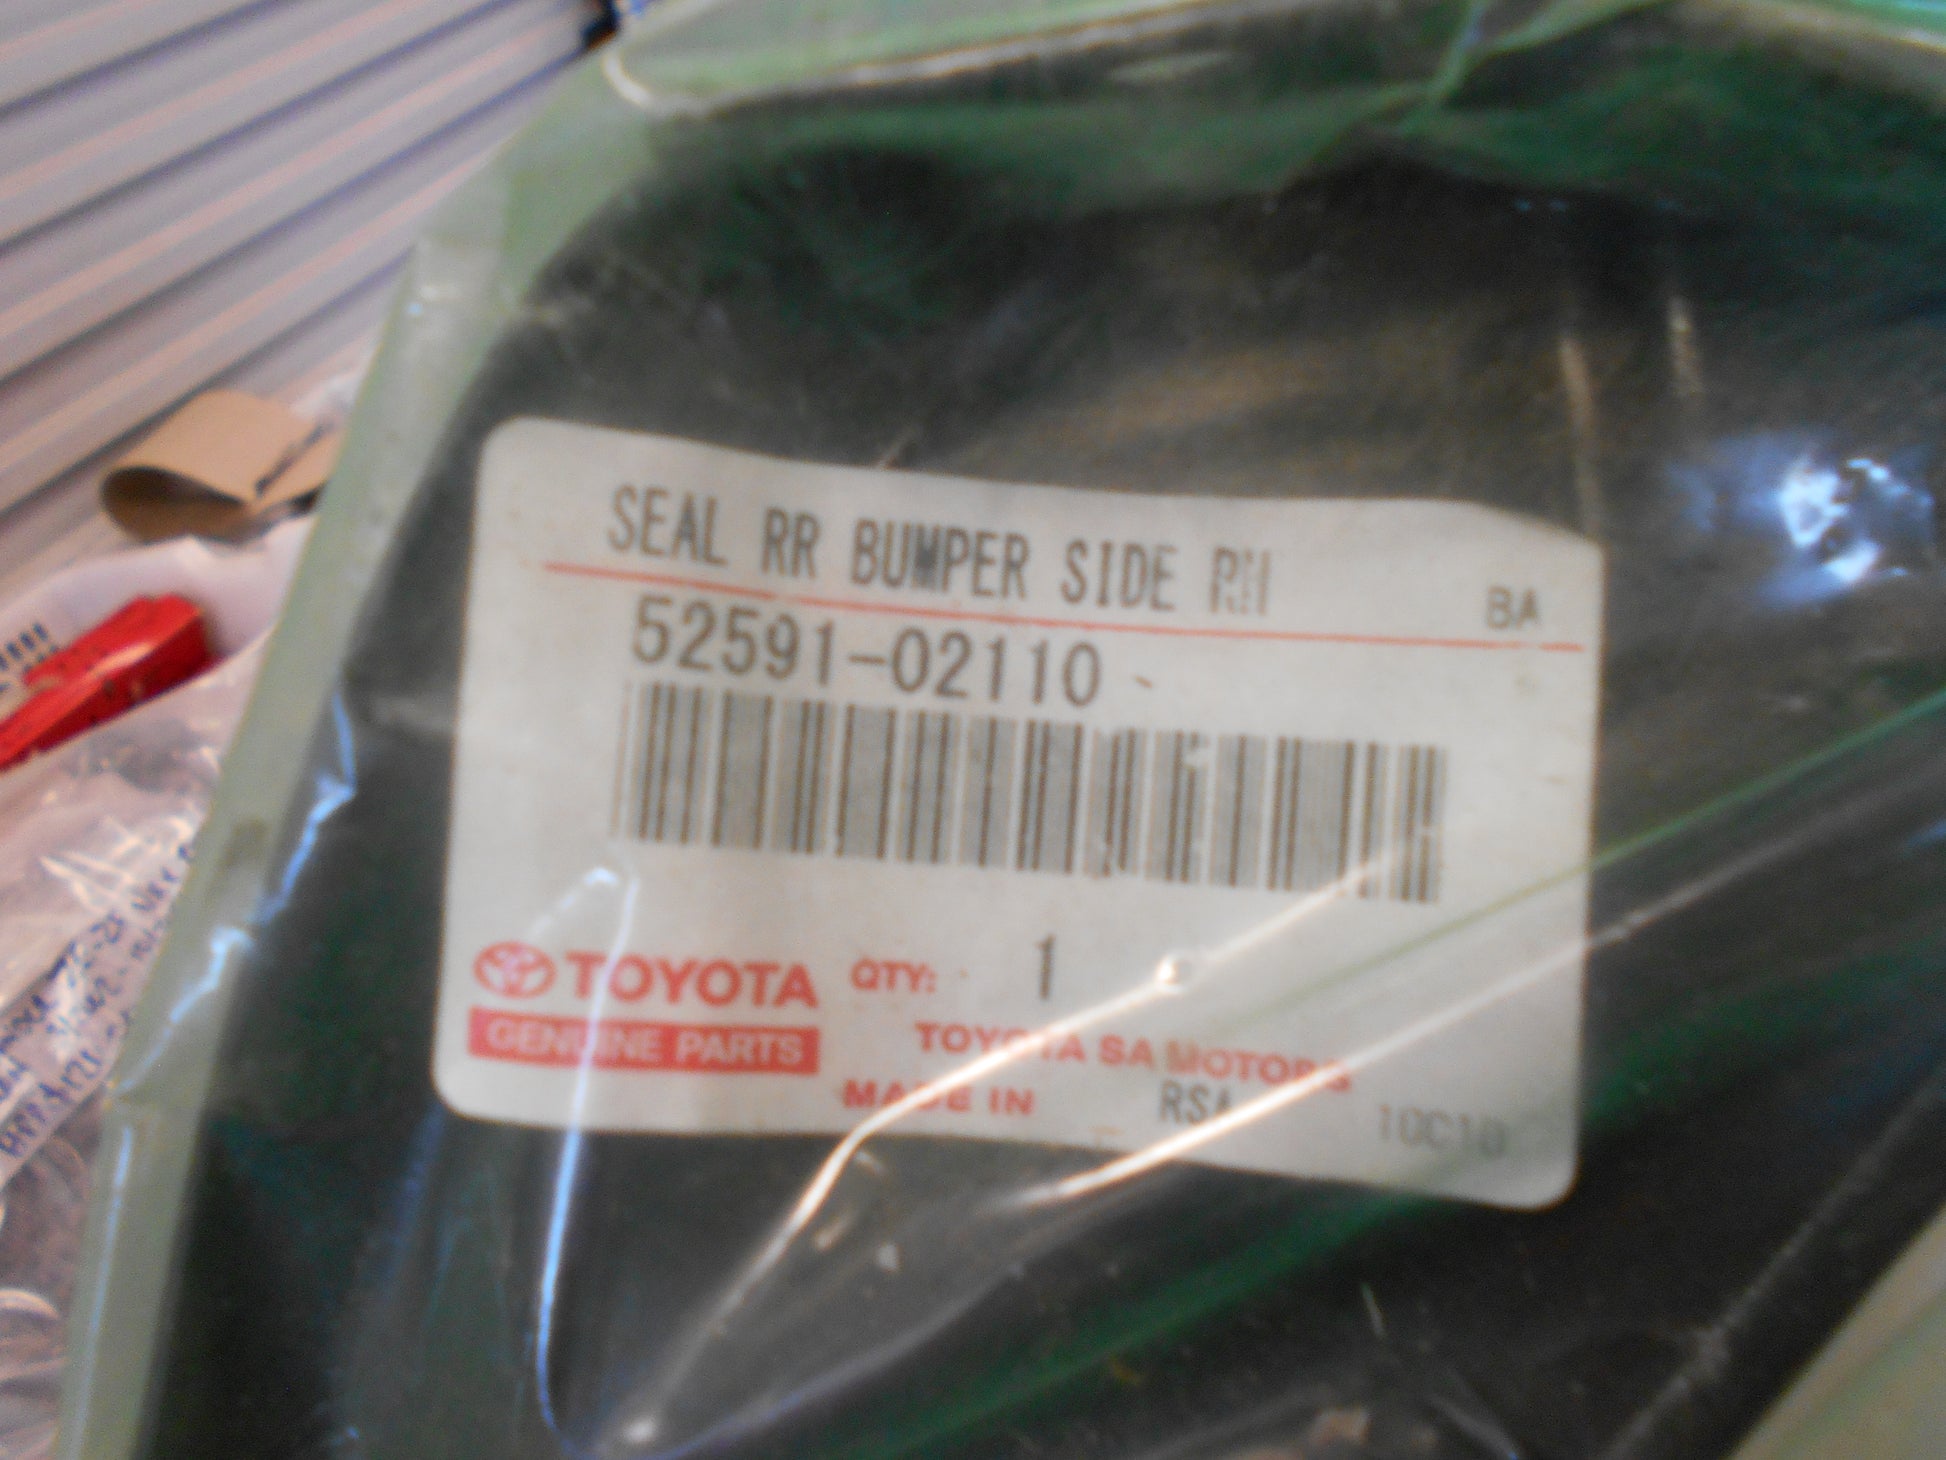 SEAL RR BUMPER SIDE RH
BA
52591-02110 -
TOYOTA QTY: 1
GENUINE PARTS
TOYOTA SA MOTORS
MADE IN RSA
10C10